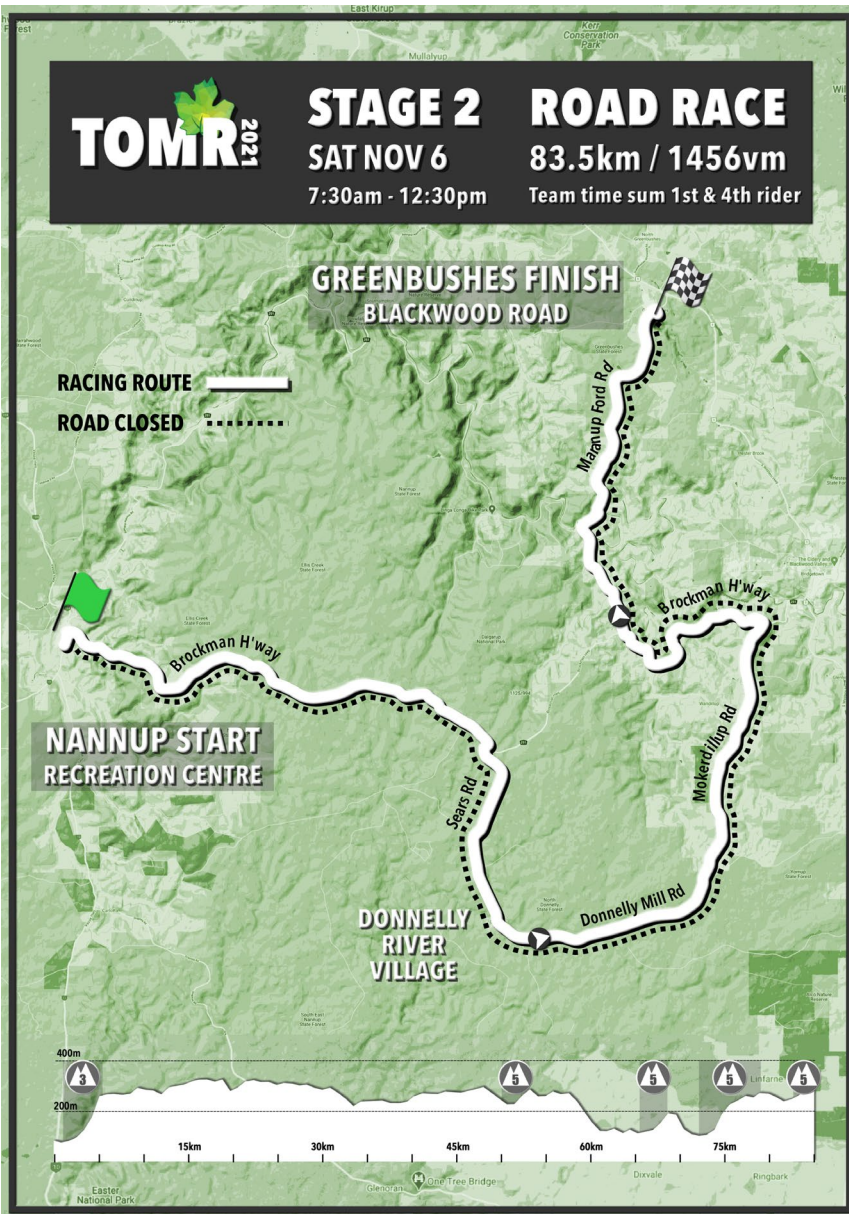 East Kirup
Kerr
Conservation
Park
Mullalyup
TOMR
2021
STAGE 2
SAT NOV 6
7:30am - 12:30pm
ROAD RACE
83.5km / 1456vm
Team time sum 1st & 4th rider
GREENBUSHES FINISH
BLACKWOOD ROAD
RACING ROUTE
ROAD CLOSED
Maranup Ford Rd
Brockman H'way
Brockman H'way
NANNUP START
RECREATION CENTRE
Sears Rd
Mokerdillup Rd
Donnelly Mill Rd
DONNELLY
RIVER
VILLAGE
400m
3
5
5
5
5
Linfarne
200m
15km
30km
45km
60km
75km
Easter
National Park
Glenoran
One Tree Bridge
Dixvale
Ringbark